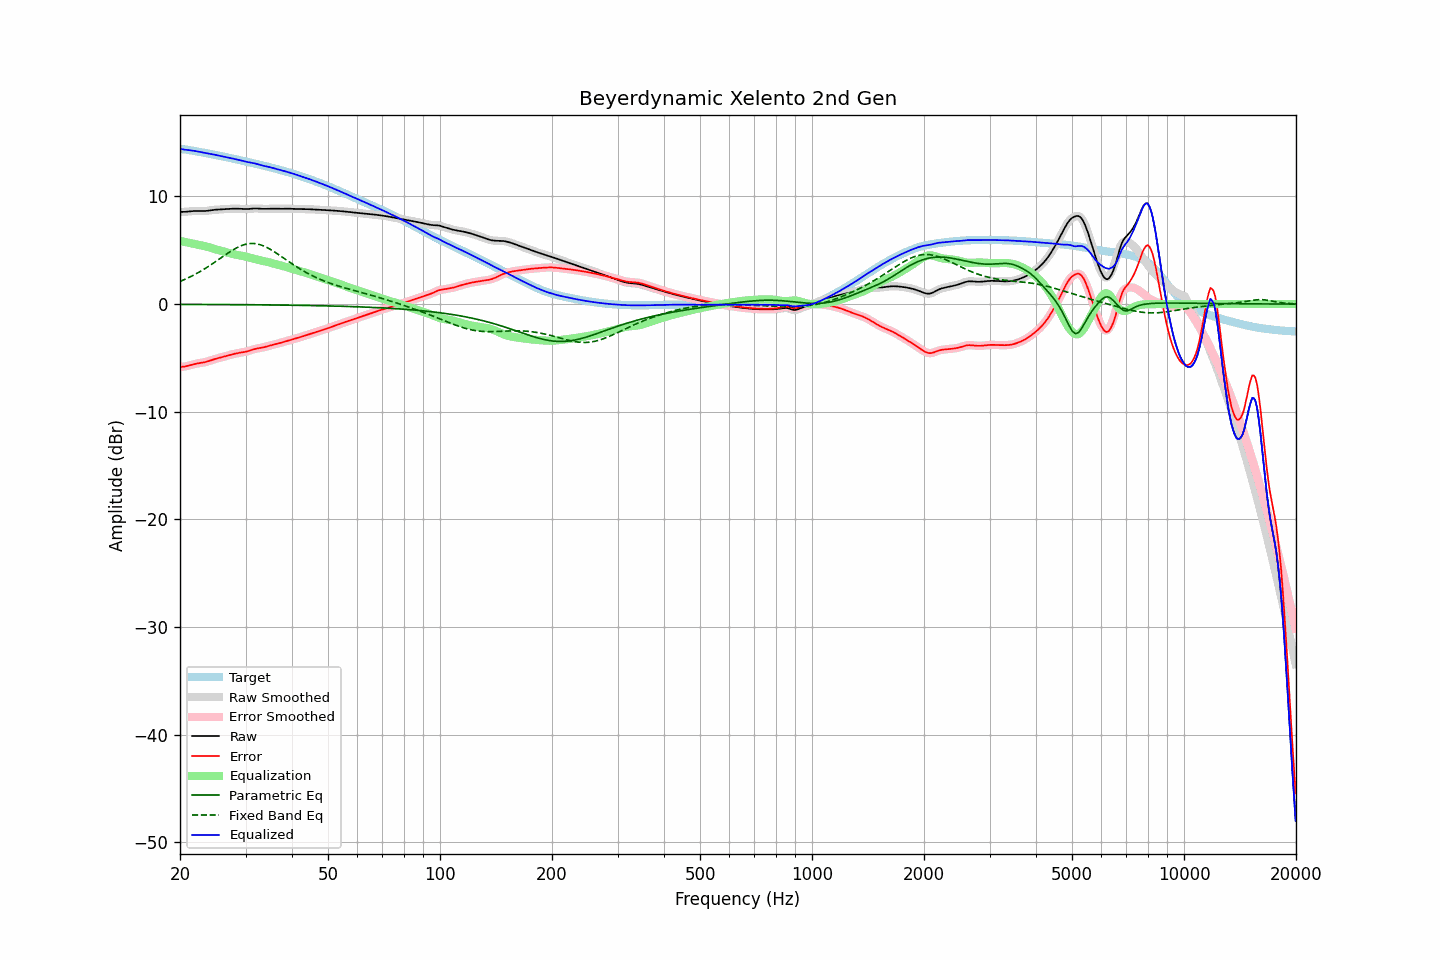 Beyerdynamic Xelento 2nd Gen
10
0
−10
−20
−30
−40
−50
Amplitude (dBr)
Target
Raw Smoothed
Error Smoothed
Raw
Error
Equalization
Parametric Eq
Fixed Band Eq
Equalized
20 50 100 200 500 1000 2000 5000 10000 20000
Frequency (Hz)